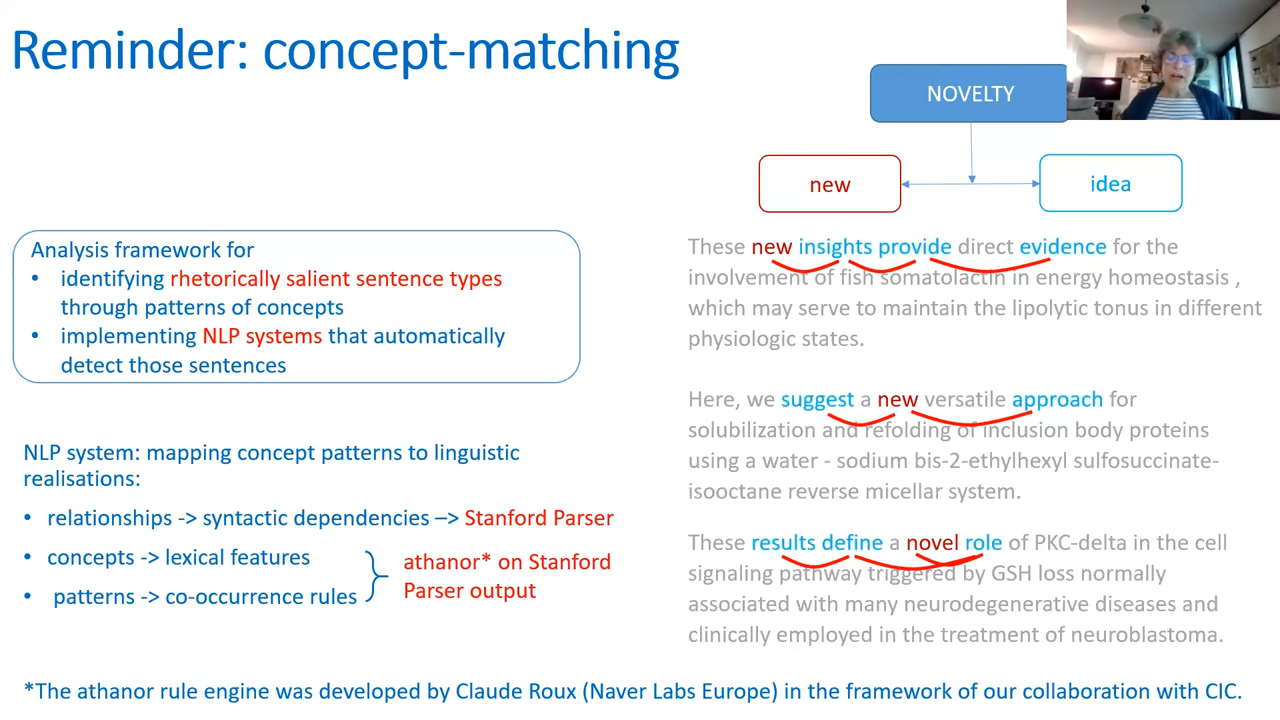 Reminder: concept-matching
NOVELTY
new
idea
Analysis framework for
• identifying rhetorically salient sentence types
through patterns of concepts
• implementing NLP systems that automatically
detect those sentences
NLP system: mapping concept patterns to linguistic
realisations:
• relationships -> syntactic dependencies –> Stanford Parser
• concepts -> lexical features
• patterns -> co-occurrence rules
athanor* on Stanford
Parser output
These new insights provide direct evidence for the
involvement of fish somatolactin in energy homeostasis ,
which may serve to maintain the lipolytic tonus in different
physiologic states.
Here, we suggest a new versatile approach for
solubilization and refolding of inclusion body proteins
using a water - sodium bis-2-ethylhexyl sulfosuccinate-
isooctane reverse micellar system.
These results define a novel role of PKC-delta in the cell
signaling pathway triggered by GSH loss normally
associated with many neurodegenerative diseases and
clinically employed in the treatment of neuroblastoma.
*The athanor rule engine was developed by Claude Roux (Naver Labs Europe) in the framework of our collaboration with CIC.